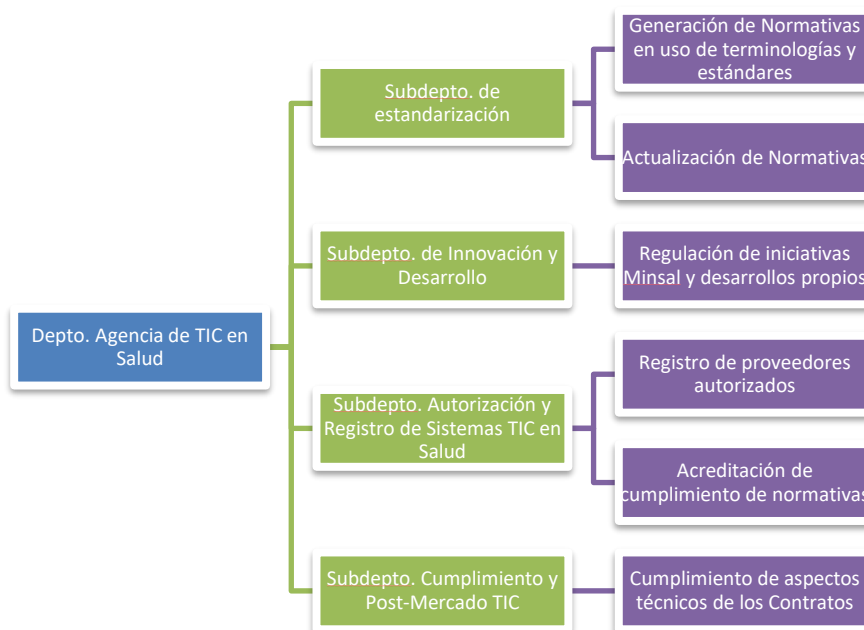 Generación de Normativas
en uso de terminologías y
estándares
Subdepto. de
estandarización
Actualización de Normativas
Subdepto. de Innovación y
Desarrollo
Regulación de iniciativas
Minsal y desarrollos propios
Depto. Agencia de TIC en
Salud
Registro de proveedores
autorizados
Subdepto. Autorización y
Registro de Sistemas TIC en
Salud
Acreditación de
cumplimiento de normativas
Subdepto. Cumplimiento y
Post-Mercado TIC
Cumplimiento de aspectos
técnicos de los Contratos